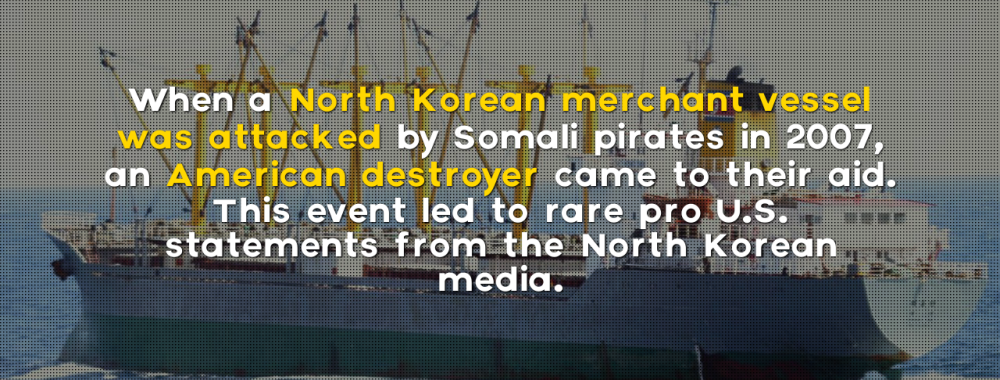 When a North Korean merchant vessel
was attacked by Somali pirates in 2007,
an American destroyer came to their aid.
This event led to rare pro U.S.
statements from the North Korean
media.